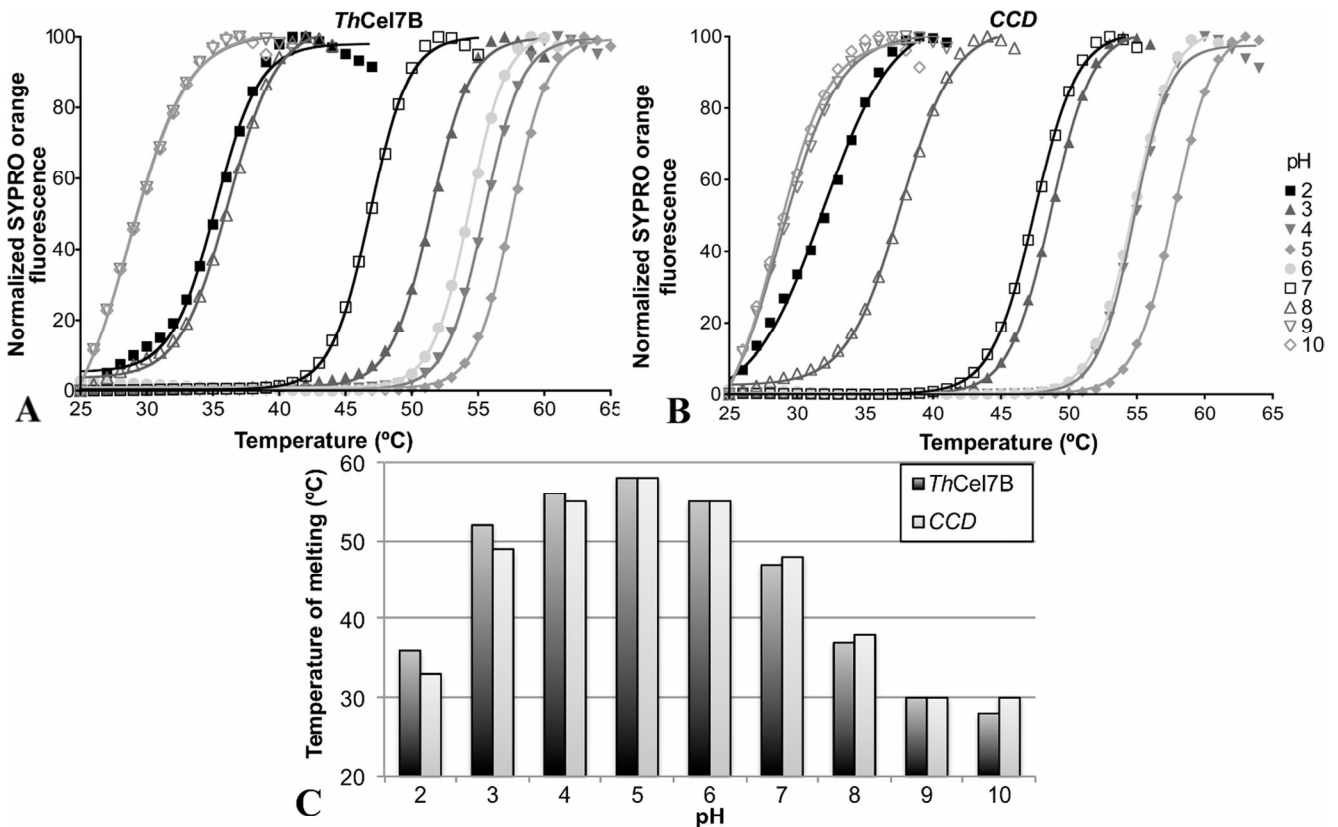 ThCel7B
Normalized SYPRO orange
fluorescence
100
80
60
40
20
0
25 30 35 40 45 50 55 60 65
Temperature (ºC)
A
CCD
Normalized SYPRO orange
fluorescence
100
80
60
40
20
0
25 30 35 40 45 50 55 60 65
Temperature (ºC)
B
pH
2
3
4
5
6
7
8
9
10
Temperature of melting (ºC)
60
50
40
30
20
ThCel7B
CCD
2 3 4 5 6 7 8 9 10
pH
C